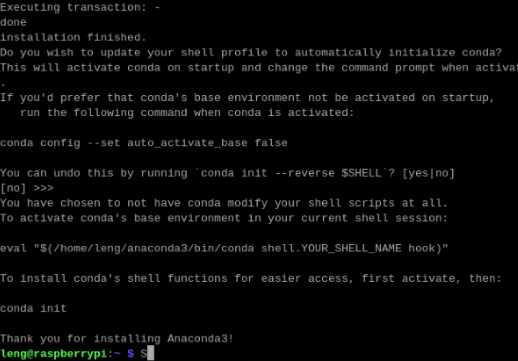 Executing transaction: -
done
installation finished.
Do you wish to update your shell profile to automatically initialize conda?
This will activate conda on startup and change the command prompt when activat
.
If you'd prefer that conda's base environment not be activated on startup,
   run the following command when conda is activated:

conda config --set auto_activate_base false

You can undo this by running `conda init --reverse $SHELL`? [yes|no]
[no] >>>
You have chosen to not have conda modify your shell scripts at all.
To activate conda's base environment in your current shell session:

eval "$(/home/leng/anaconda3/bin/conda shell.YOUR_SHELL_NAME hook)"

To install conda's shell functions for easier access, first activate, then:

conda init

Thank you for installing Anaconda3!
leng@raspberrypi:~ $ S